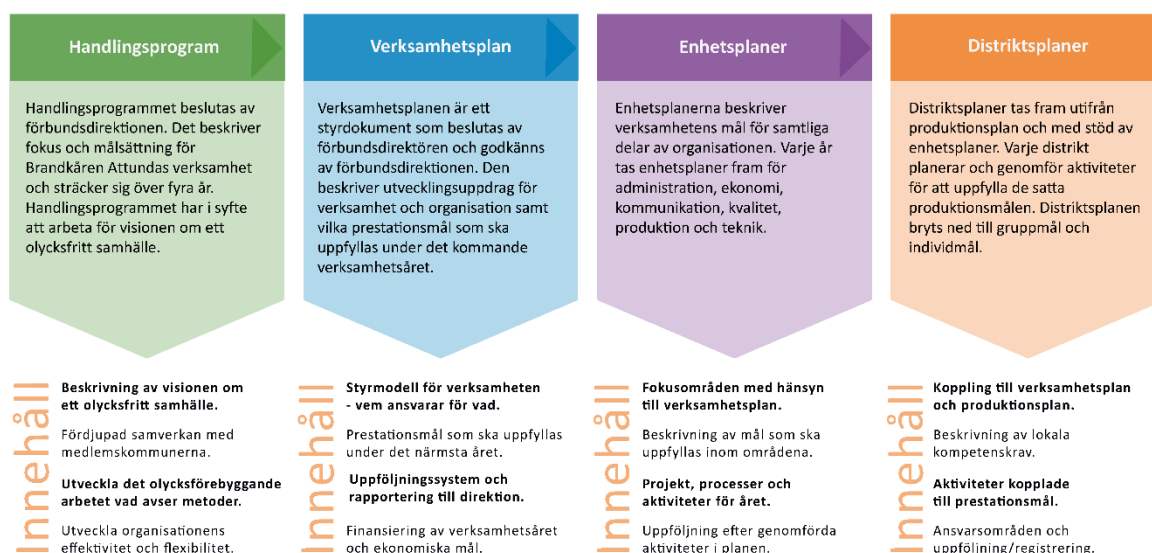 Handlingsprogram
Handlingsprogrammet beslutas av
förbundsdirektionen. Det beskriver
fokus och målsättning för
Brandkåren Attundas verksamhet
och sträcker sig över fyra år.
Handlingsprogrammet har i syfte
att arbeta för visionen om ett
olycksfritt samhälle.
Verksamhetsplan
Verksamhetsplanen är ett
styrdokument som beslutas av
förbundsdirektören och godkänns
av förbundsdirektionen. Den
beskriver utvecklingsuppdrag för
verksamhet och organisation samt
vilka prestationsmål som ska
uppfyllas under det kommande
verksamhetsåret.
Enhetsplaner
Enhetsplanerna beskriver
verksamhetens mål för samtliga
delar av organisationen. Varje år
tas enhetsplaner fram för
administration, ekonomi,
kommunikation, kvalitet,
produktion och teknik.
Distriktsplaner
Distriktsplaner tas fram utifrån
produktionsplan och med stöd av
enhetsplaner. Varje distrikt
planerar och genomför aktiviteter
för att uppfylla de satta
produktionsmålen. Distriktsplanen
bryts ned till gruppmål och
individmål.
Innehåll
Beskrivning av visionen om
ett olycksfritt samhälle.
Fördjupad samverkan med
medlemskommunerna.
Utveckla det olycksförebyggande
arbetet vad avser metoder.
Utveckla organisationens
effektivitet och flexibilitet.
Innehåll
Styrmodell för verksamheten
- vem ansvarar för vad.
Prestationsmål som ska uppfyllas
under det närmsta året.
Uppföljningssystem och
rapportering till direktion.
Finansiering av verksamhetsåret
och ekonomiska mål.
Innehåll
Fokusområden med hänsyn
till verksamhetsplan.
Beskrivning av mål som ska
uppfyllas inom områdena.
Projekt, processer och
aktiviteter för året.
Uppföljning efter genomförda
aktiviteter i planen.
Innehåll
Koppling till verksamhetsplan
och produktionsplan.
Beskrivning av lokala
kompetenskrav.
Aktiviteter kopplade
till prestationsmål.
Ansvarsområden och
uppföljning/registrering.